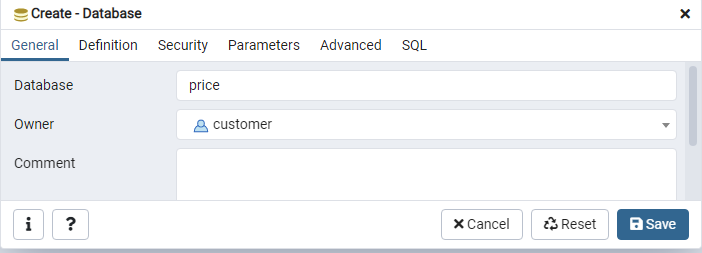 Create - Database
General Definition Security Parameters Advanced SQL
Database price
Owner customer
Comment
i ? Cancel Reset Save